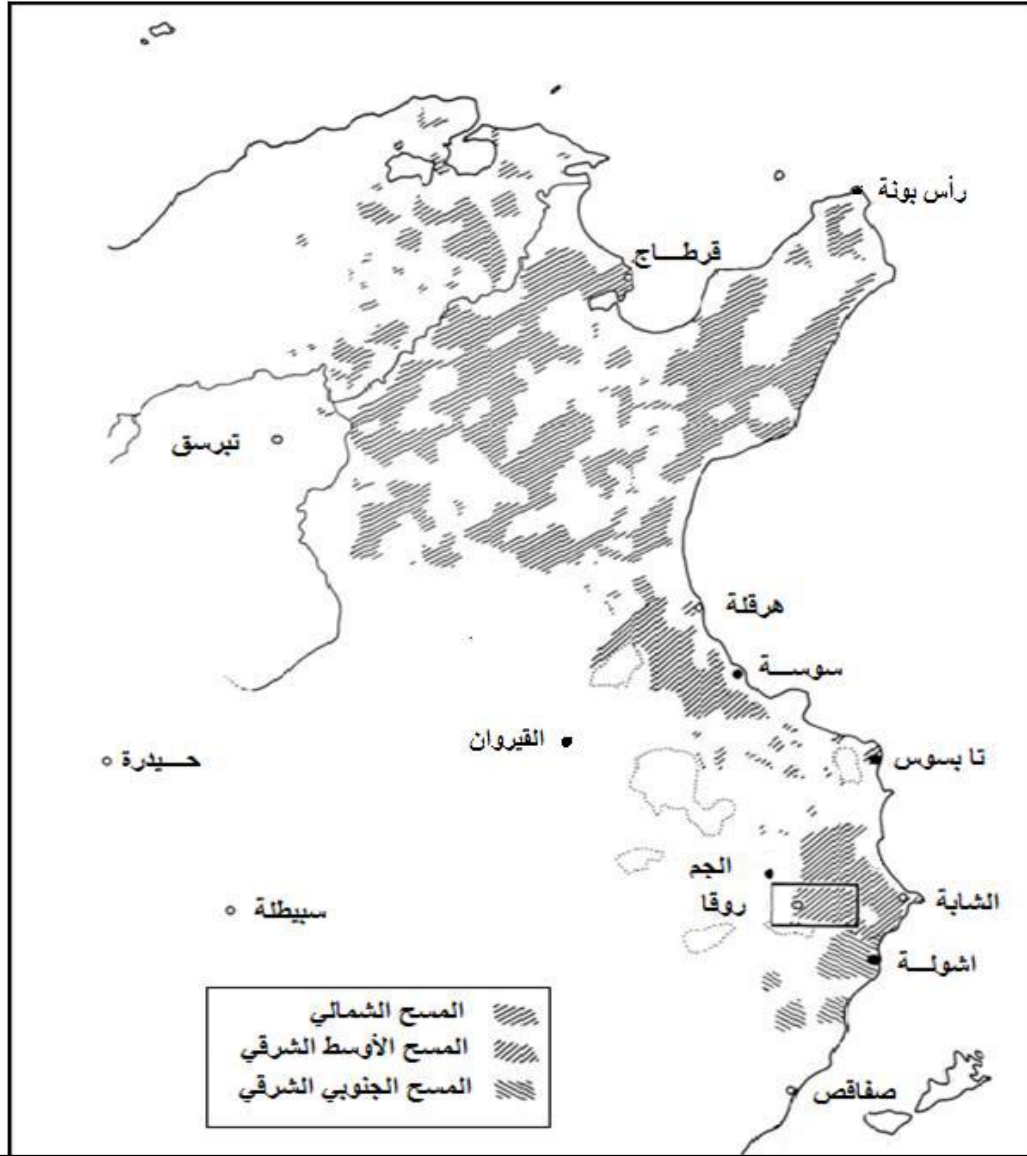 رأس بونة
قرطـــاج
تبرسق
هرقلة
سوســـة
القيروان
تا بسوس
حـــيدرة
الجم
روقا
الشابة
سبيطلة
اشولـــة
المسح الشمالي
المسح الأوسط الشرقي
المسح الجنوبي الشرقي
صفاقص